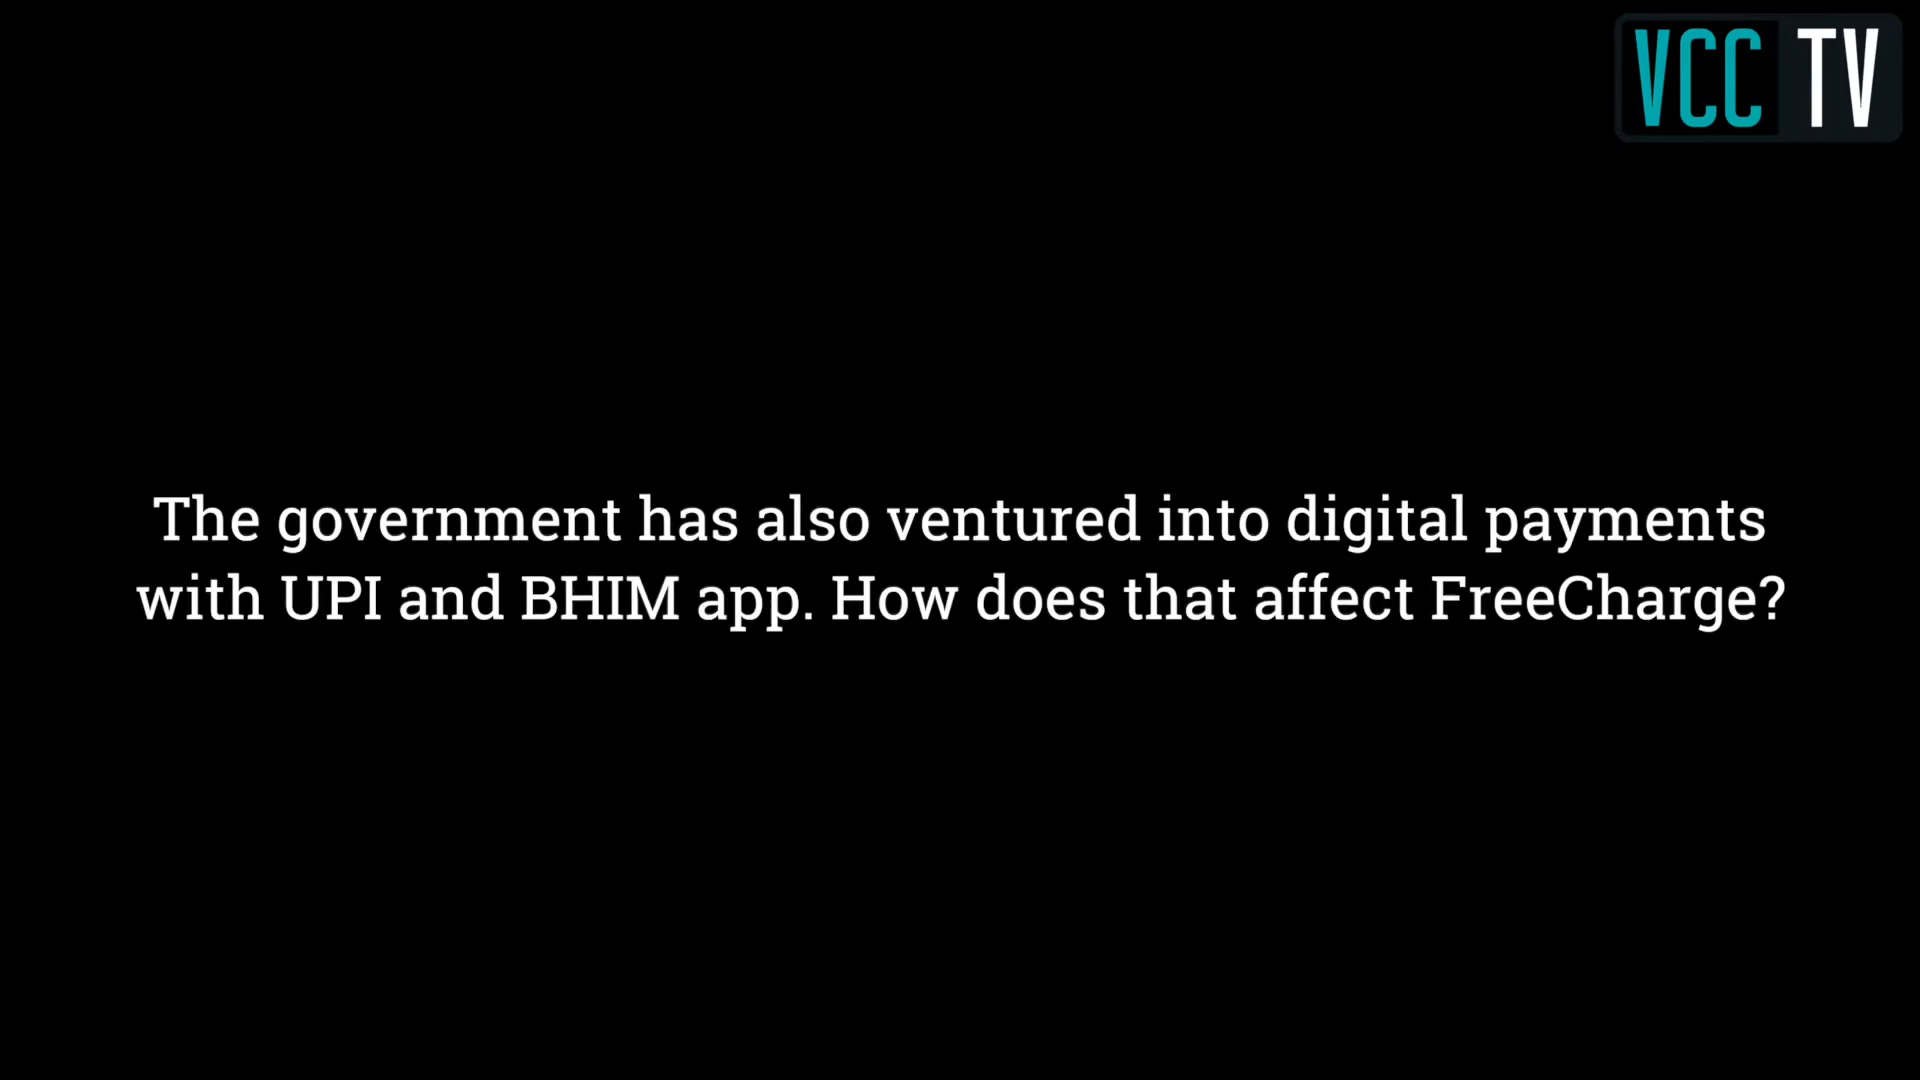 VCC TV
The government has also ventured into digital payments
with UPI and BHIM app. How does that affect FreeCharge?